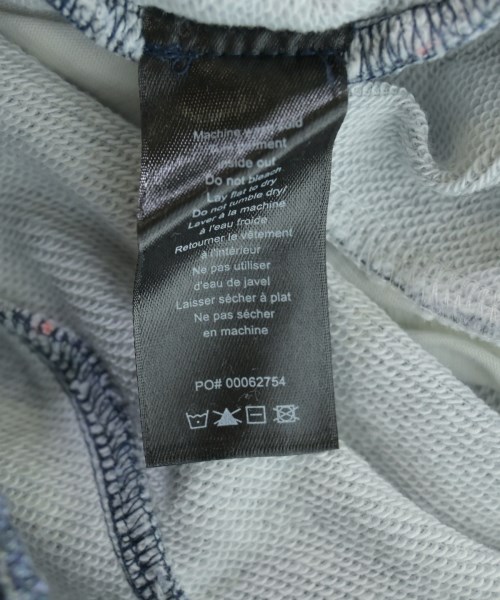 Machine wash cold
Turn garment
inside out
Do not bleach
Lay flat to dry
Do not tumble dry/
Laver à la machine
à l'eau froide
Retourner le vêtement
à l'intérieur
Ne pas utiliser
d'eau de javel
Laisser sécher à plat
Ne pas sécher
en machine
PO# 00062754